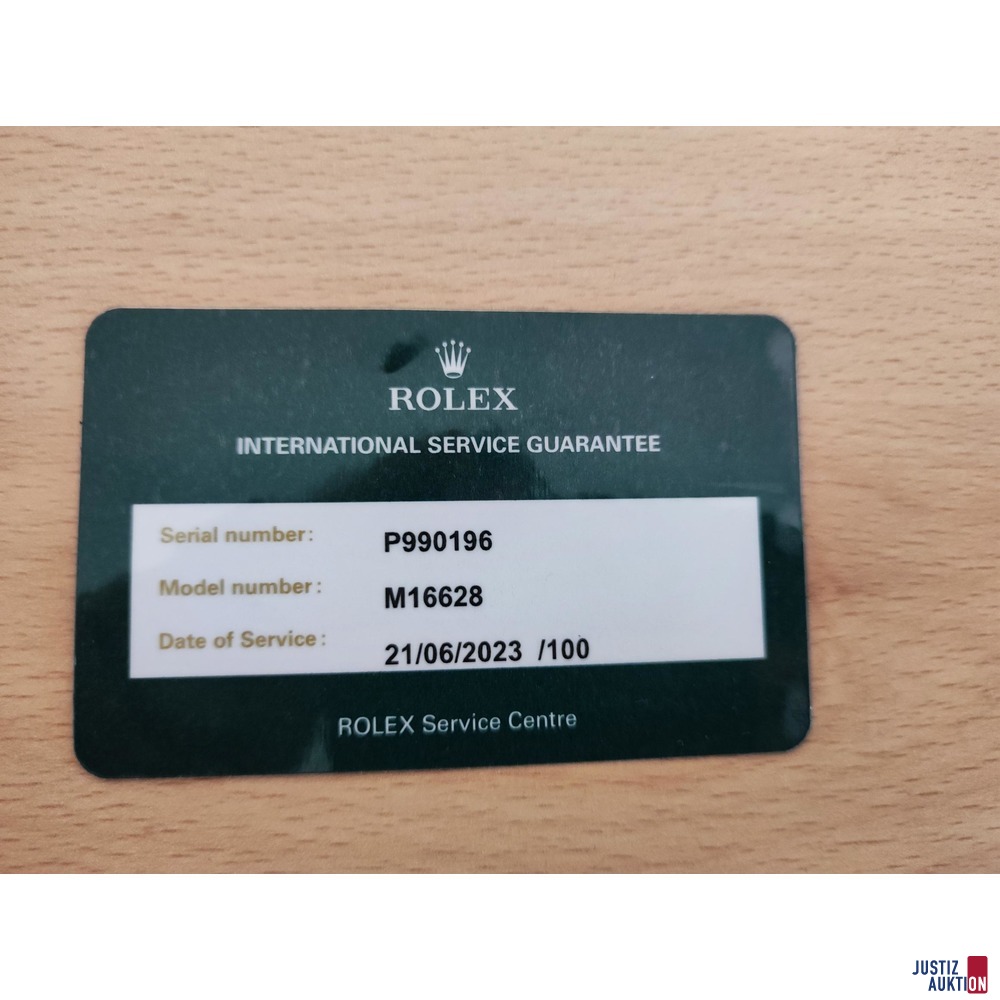 ROLEX
INTERNATIONAL SERVICE GUARANTEE
Serial number: P990196
Model number: M16628
Date of Service: 21/06/2023 /100
ROLEX Service Centre
JUSTIZ
AUKTION